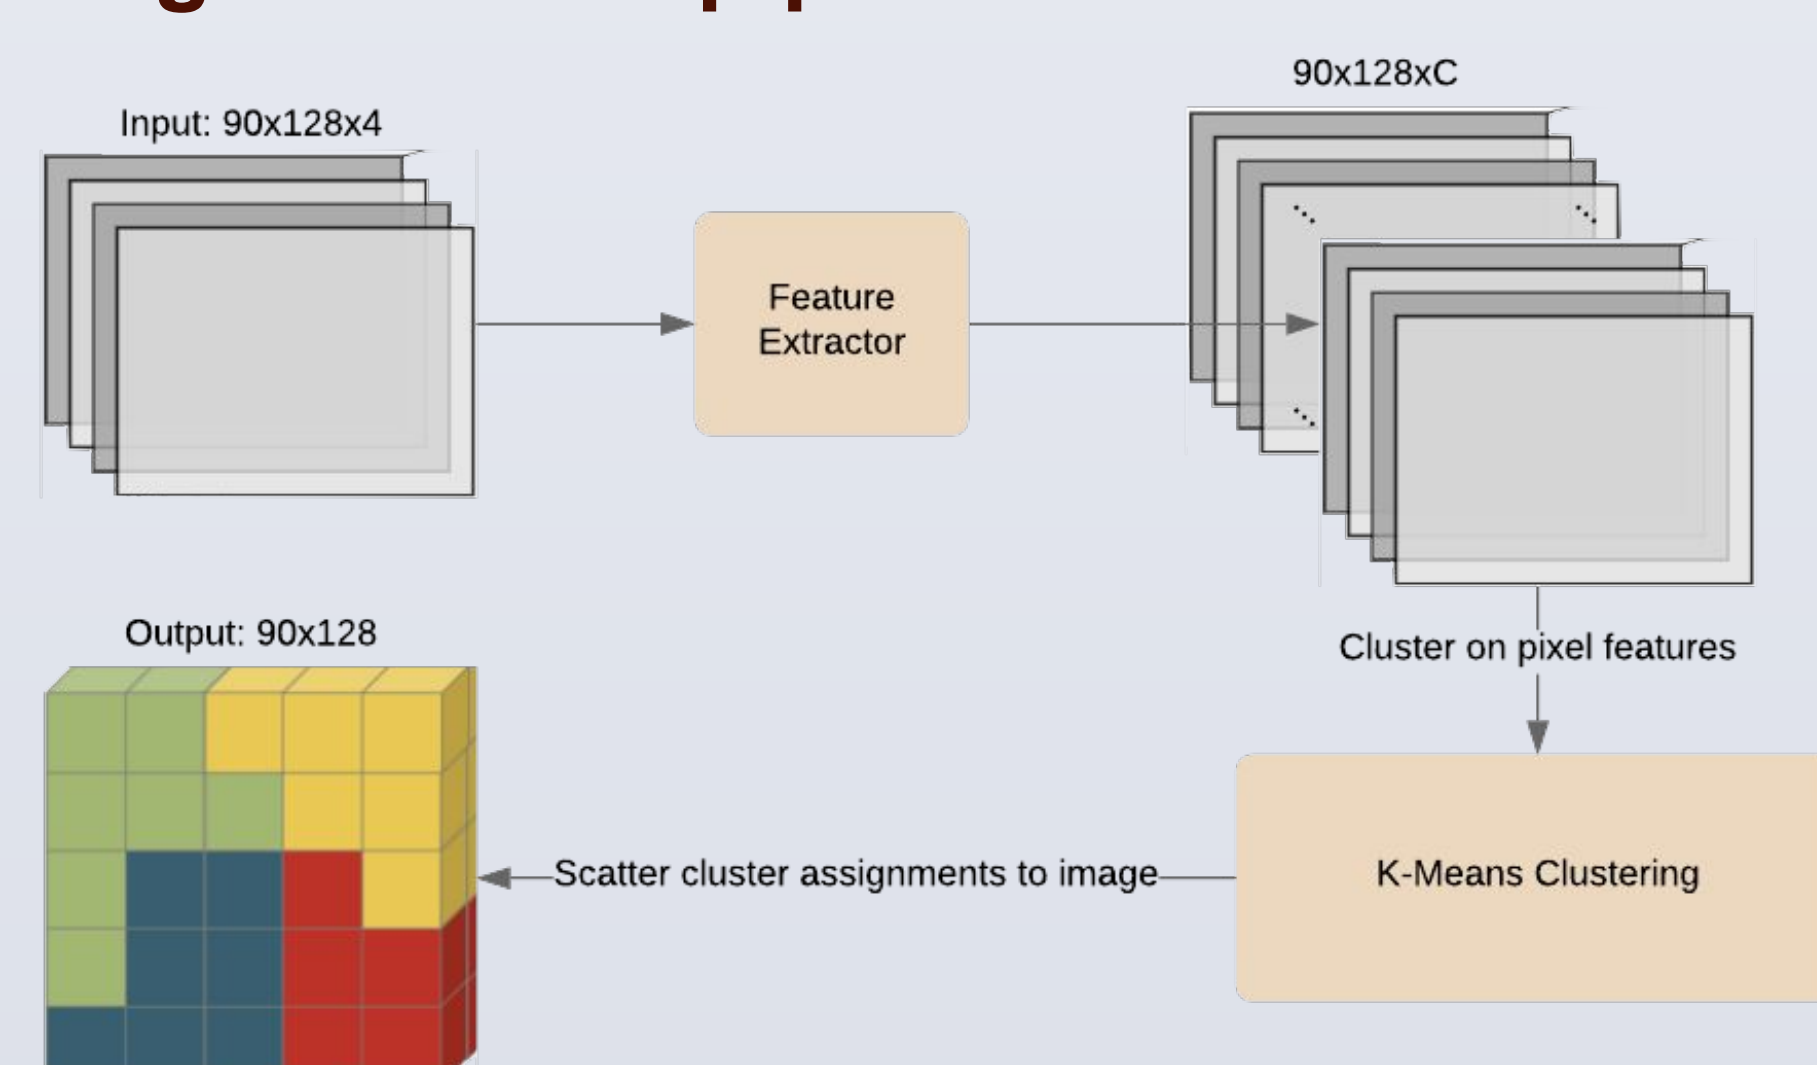 Input: 90x128x4
90x128xC
Feature
Extractor
Cluster on pixel features
Output: 90x128
Scatter cluster assignments to image
K-Means Clustering